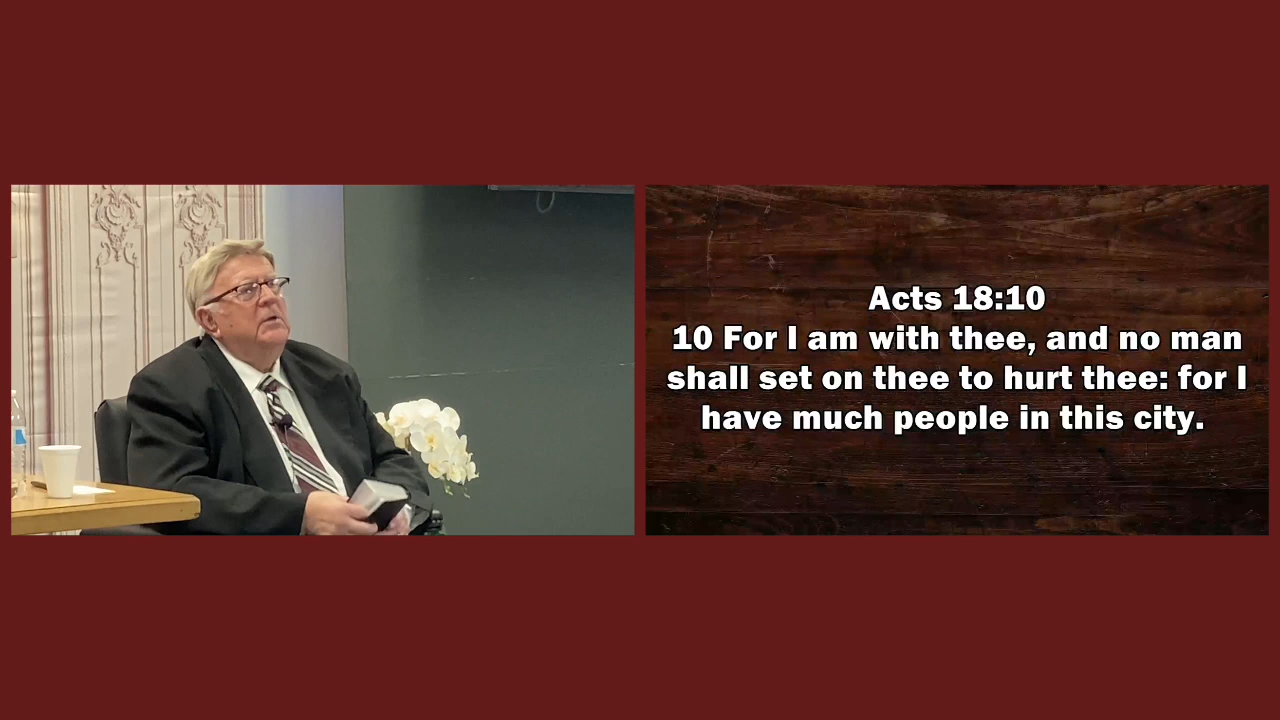 Acts 18:10
10 For I am with thee, and no man
shall set on thee to hurt thee: for I
have much people in this city.